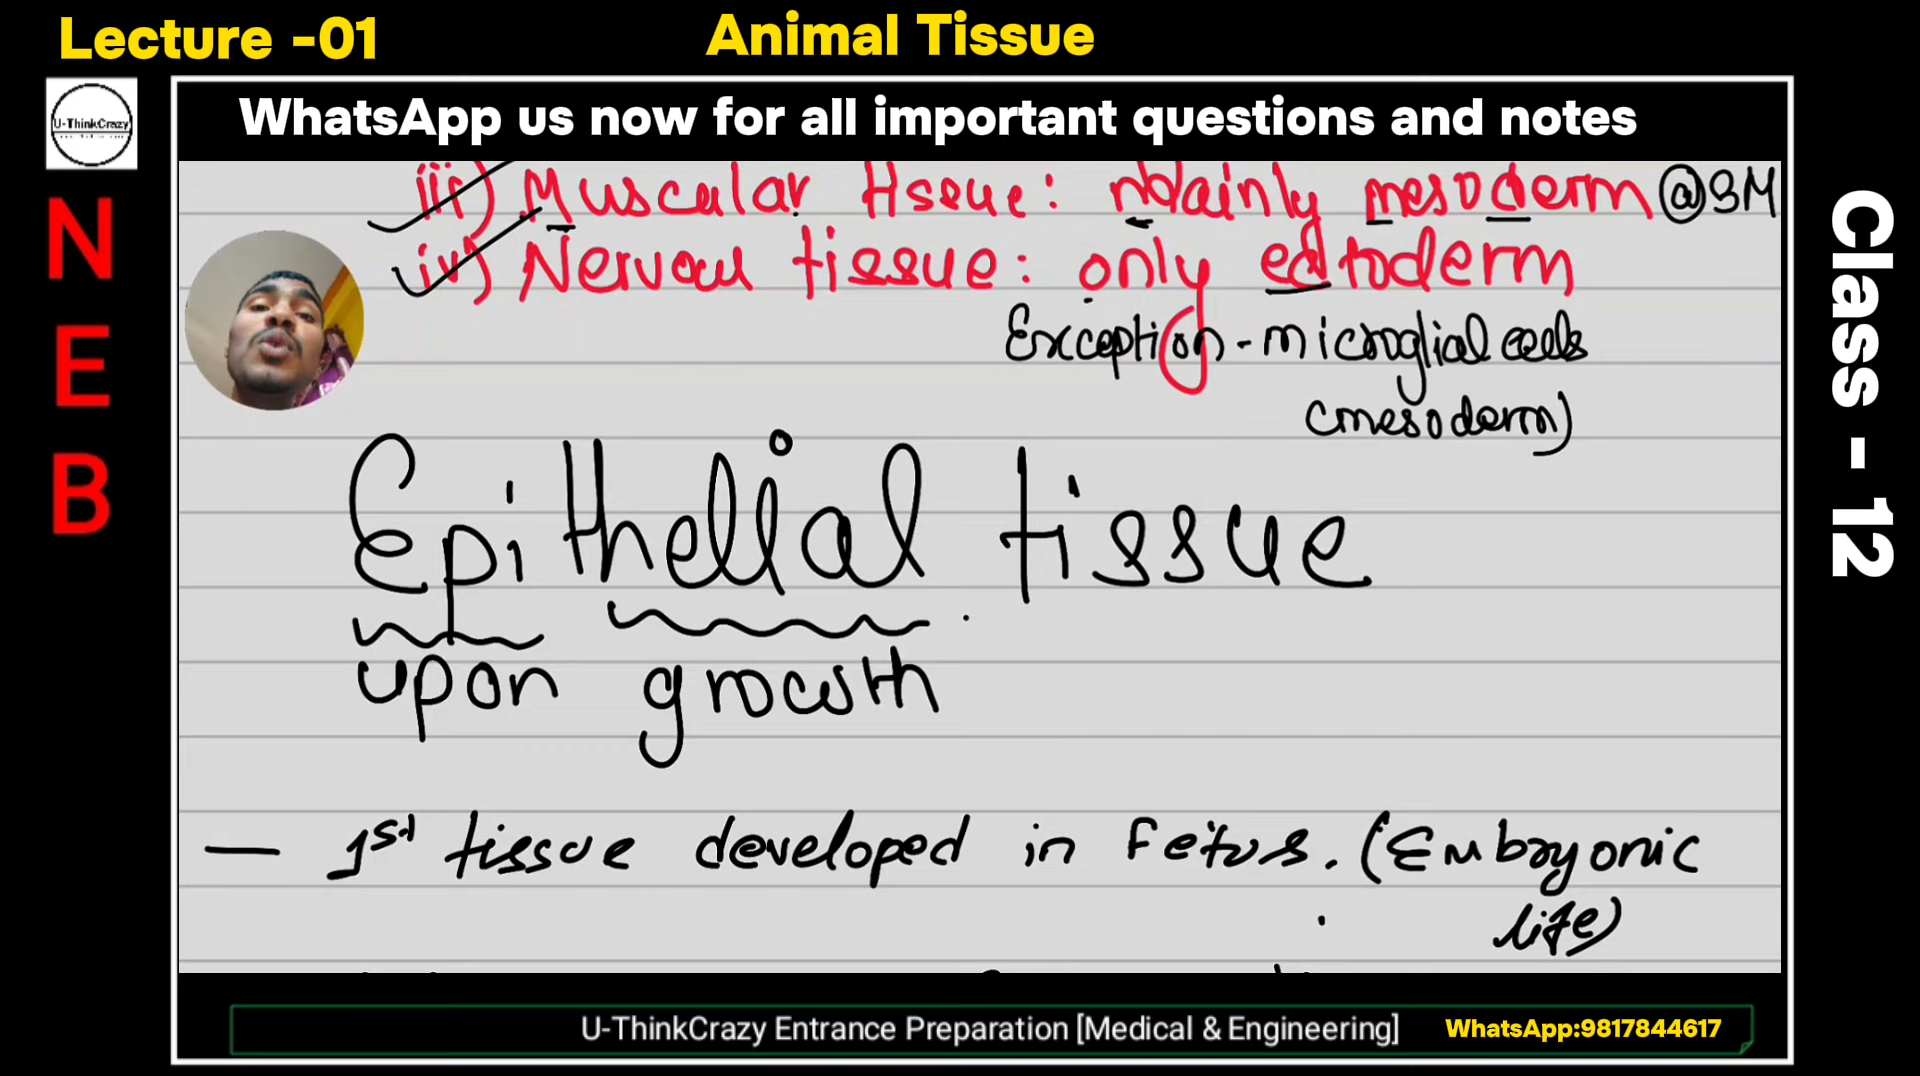 Lecture -01
Animal Tissue
U-ThinkCrazy
WhatsApp us now for all important questions and notes
N
E
B
Class - 12
iii) Muscular tissue: mainly mesoderm @3M
iv) Nervous tissue: only ectoderm
Exception - microglial cells
(mesoderm)
Epithelial tissue
upon growth
— 1st tissue developed in Fetus. (Embryonic
life)
U-ThinkCrazy Entrance Preparation [Medical & Engineering]
WhatsApp:9817844617